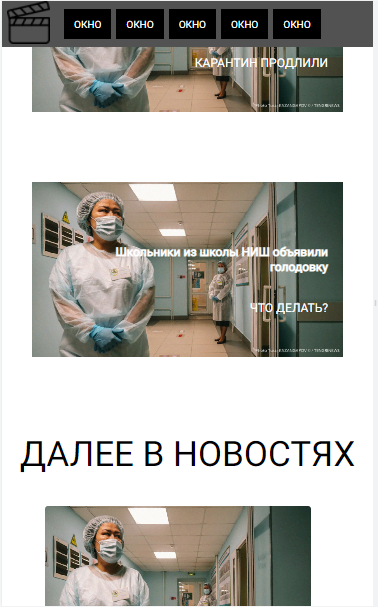 ОКНО ОКНО ОКНО ОКНО ОКНО
КАРАНТИН ПРОДЛИЛИ
Школьники из школы НИШ объявили
голодовку
ЧТО ДЕЛАТЬ?
ДАЛЕЕ В НОВОСТЯХ